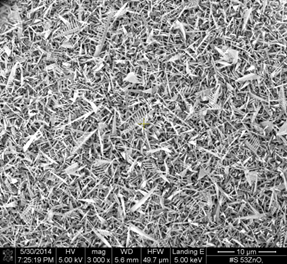 5/30/2014 HV mag WD HFW Landing E 10 µm
7:25:19 PM 5.00 kV 3 000 x 5.6 mm 49.7 µm 5.00 keV #S 53ZnO